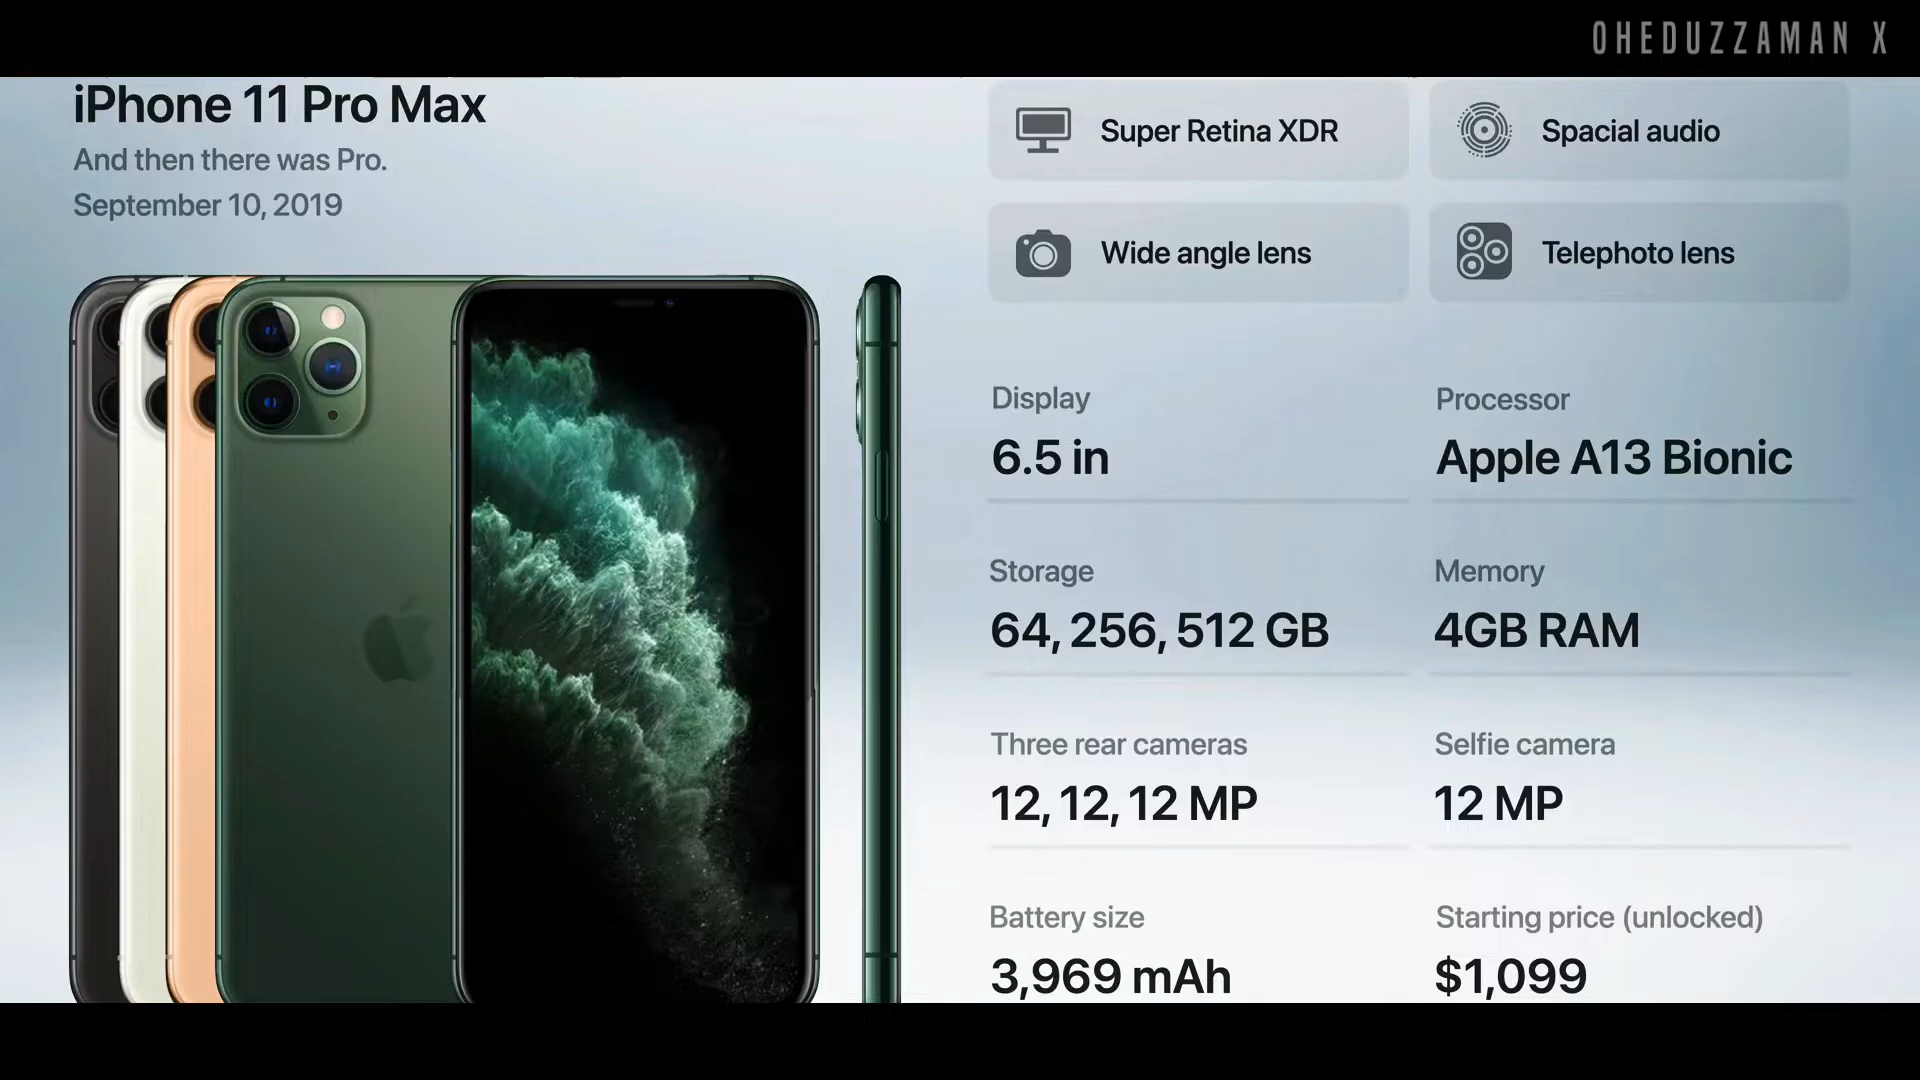 OHEDUZZAMAN X
iPhone 11 Pro Max
And then there was Pro.
September 10, 2019
Super Retina XDR
Spacial audio
Wide angle lens
Telephoto lens
Display
6.5 in
Processor
Apple A13 Bionic
Storage
64, 256, 512 GB
Memory
4GB RAM
Three rear cameras
12, 12, 12 MP
Selfie camera
12 MP
Battery size
3,969 mAh
Starting price (unlocked)
$1,099